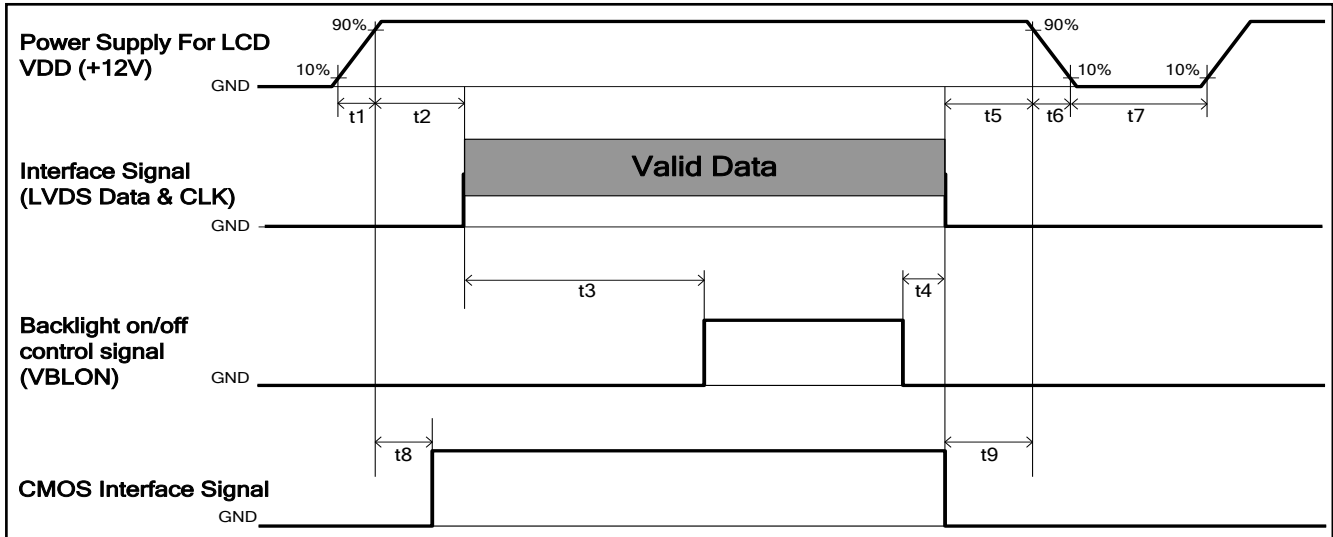 Power Supply For LCD
VDD (+12V)
90%
90%
10%
10%
10%
GND
t1
t2
t5
t6
t7
Interface Signal
(LVDS Data & CLK)
Valid Data
GND
t3
t4
Backlight on/off
control signal
(VBLON)
GND
t8
t9
CMOS Interface Signal
GND